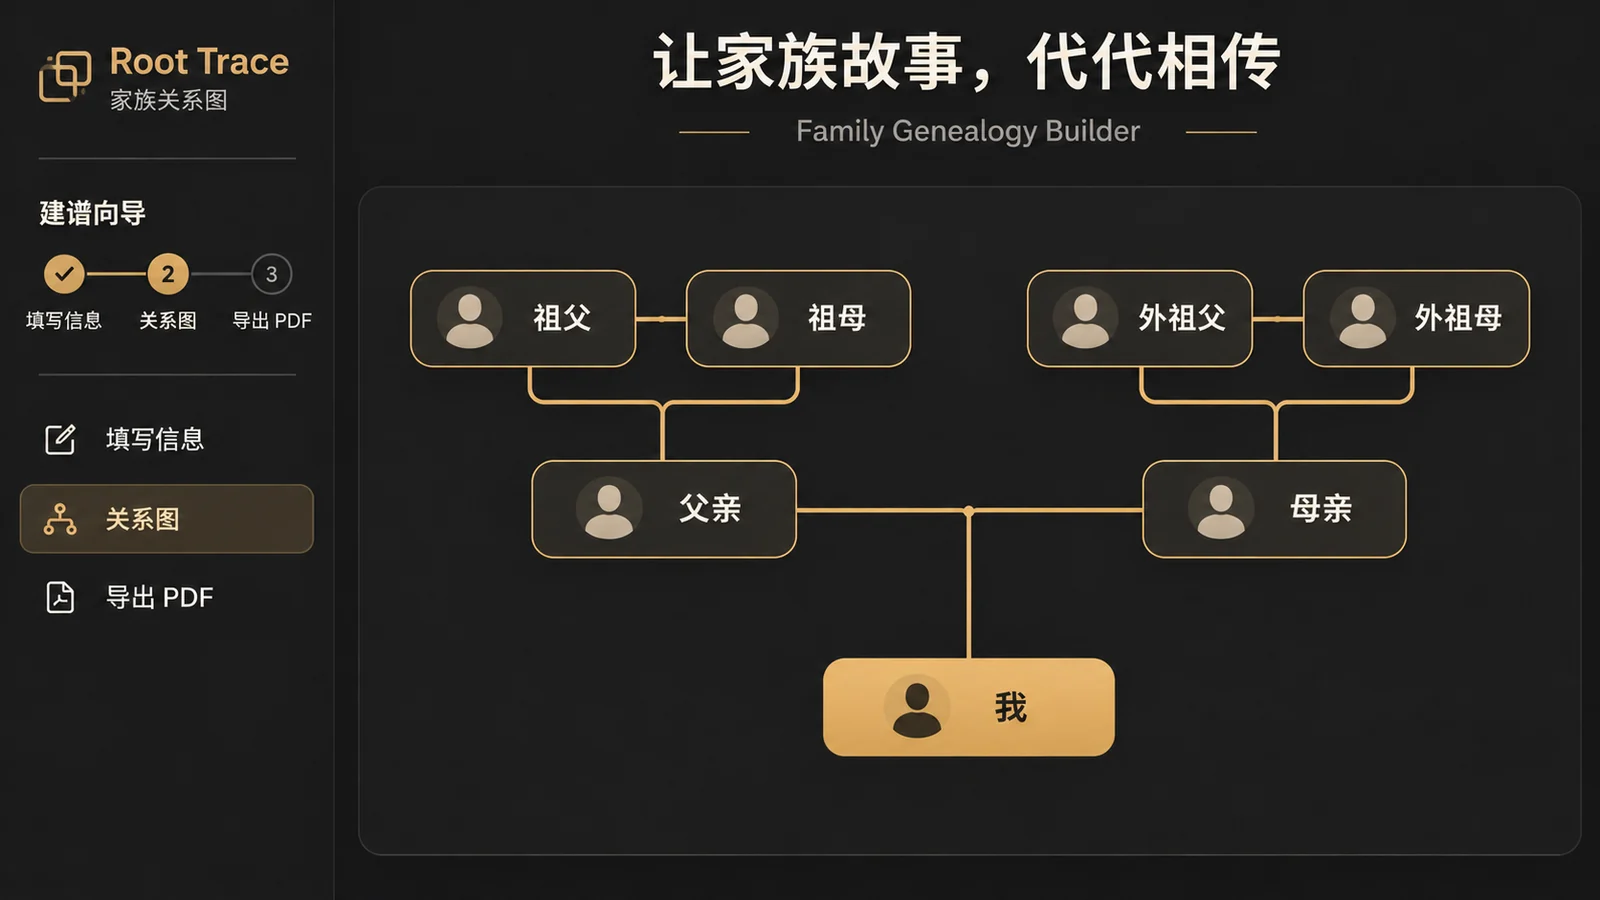 Root Trace
家族关系图
建谱向导
2
3
填写信息
关系图
导出 PDF
填写信息
关系图
导出 PDF
让家族故事，代代相传
Family Genealogy Builder
祖父
祖母
外祖父
外祖母
父亲
母亲
我